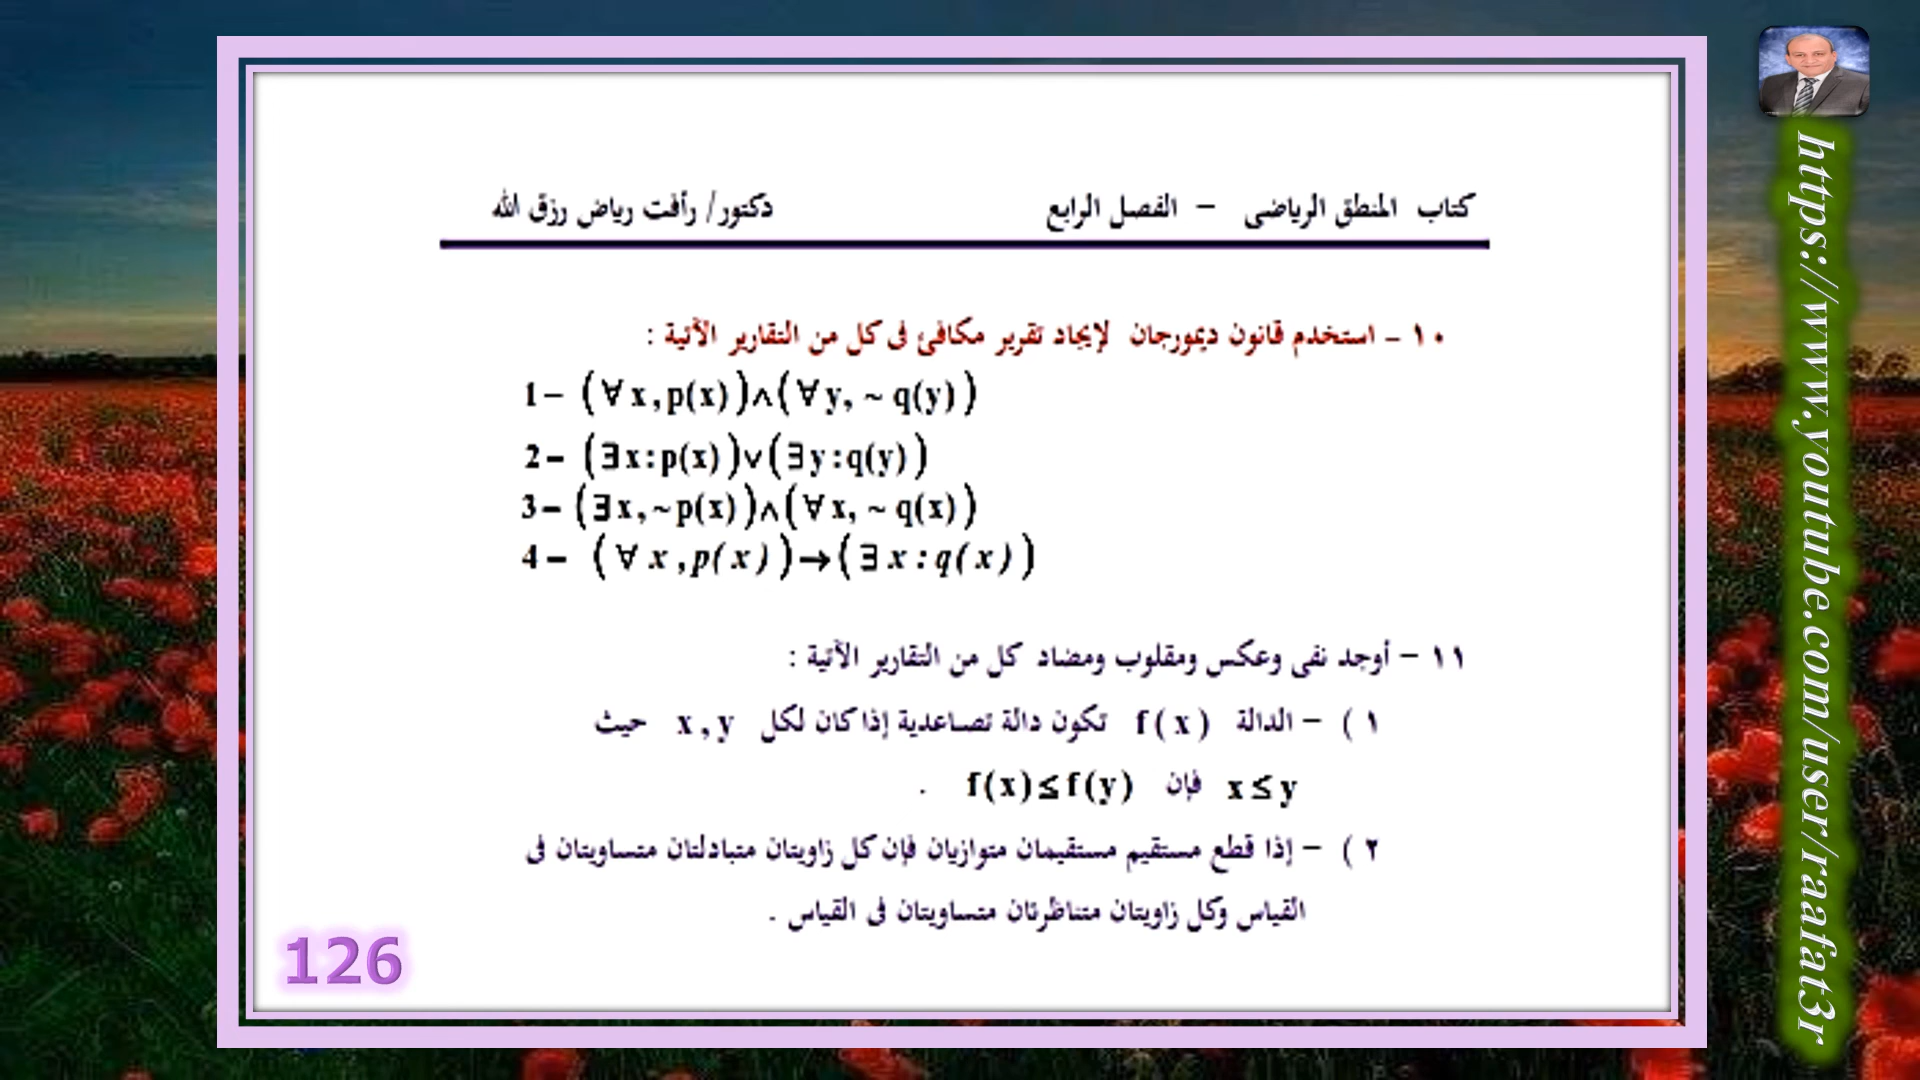 كتاب المنطق الرياضى – الفصل الرابع دكتور/ رأفت رياض رزق الله
١٠ – استخدم قانون ديمورجان لإيجاد تقرير مكافئ فى كل من التقارير الآتية :
1– (∀x,p(x))∧(∀y, ~ q(y))
2– (∃x:p(x))∨(∃y:q(y))
3– (∃x,~p(x))∧(∀x, ~ q(x))
4– (∀x,p(x))→(∃x:q(x))
١١ – أوجد نفى وعكس ومقلوب ومضاد كل من التقارير الآتية :
١ ) – الدالة f(x) تكون دالة تصاعدية إذا كان لكل x,y حيث
x≤y فإن f(x)≤f(y) .
٢ ) – إذا قطع مستقيم مستقيمان متوازيان فإن كل زاويتان متبادلتان متساويتان فى
القياس وكل زاويتان متناظرتان متساويتان فى القياس .
126
https://www.youtube.com/user/raafat3r